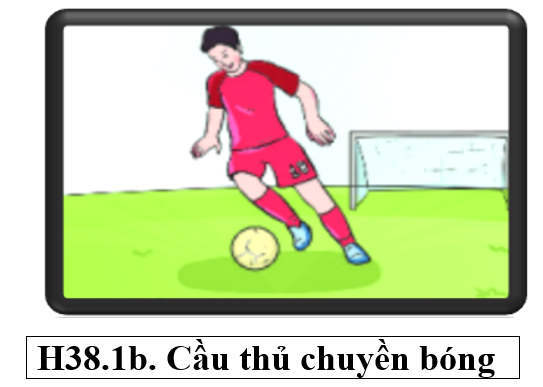 H38.1b. Cầu thủ chuyền bóng